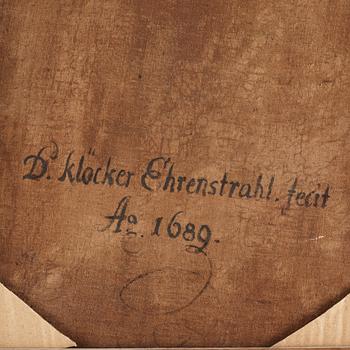 D. Klöcker Ehrenstrahl. fecit
Ao. 1689.